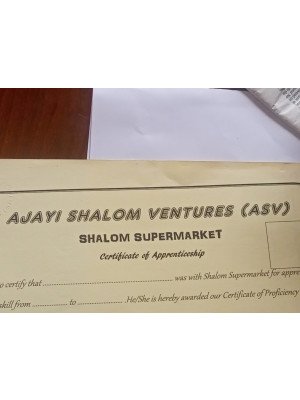 AJAYI SHALOM VENTURES (ASV)
SHALOM SUPERMARKET
Certificate of Apprenticeship
o certify that ........................ was with Shalom Supermarket for appre
skill from ............ to ............ He/She is hereby awarded our Certificate of Proficiency